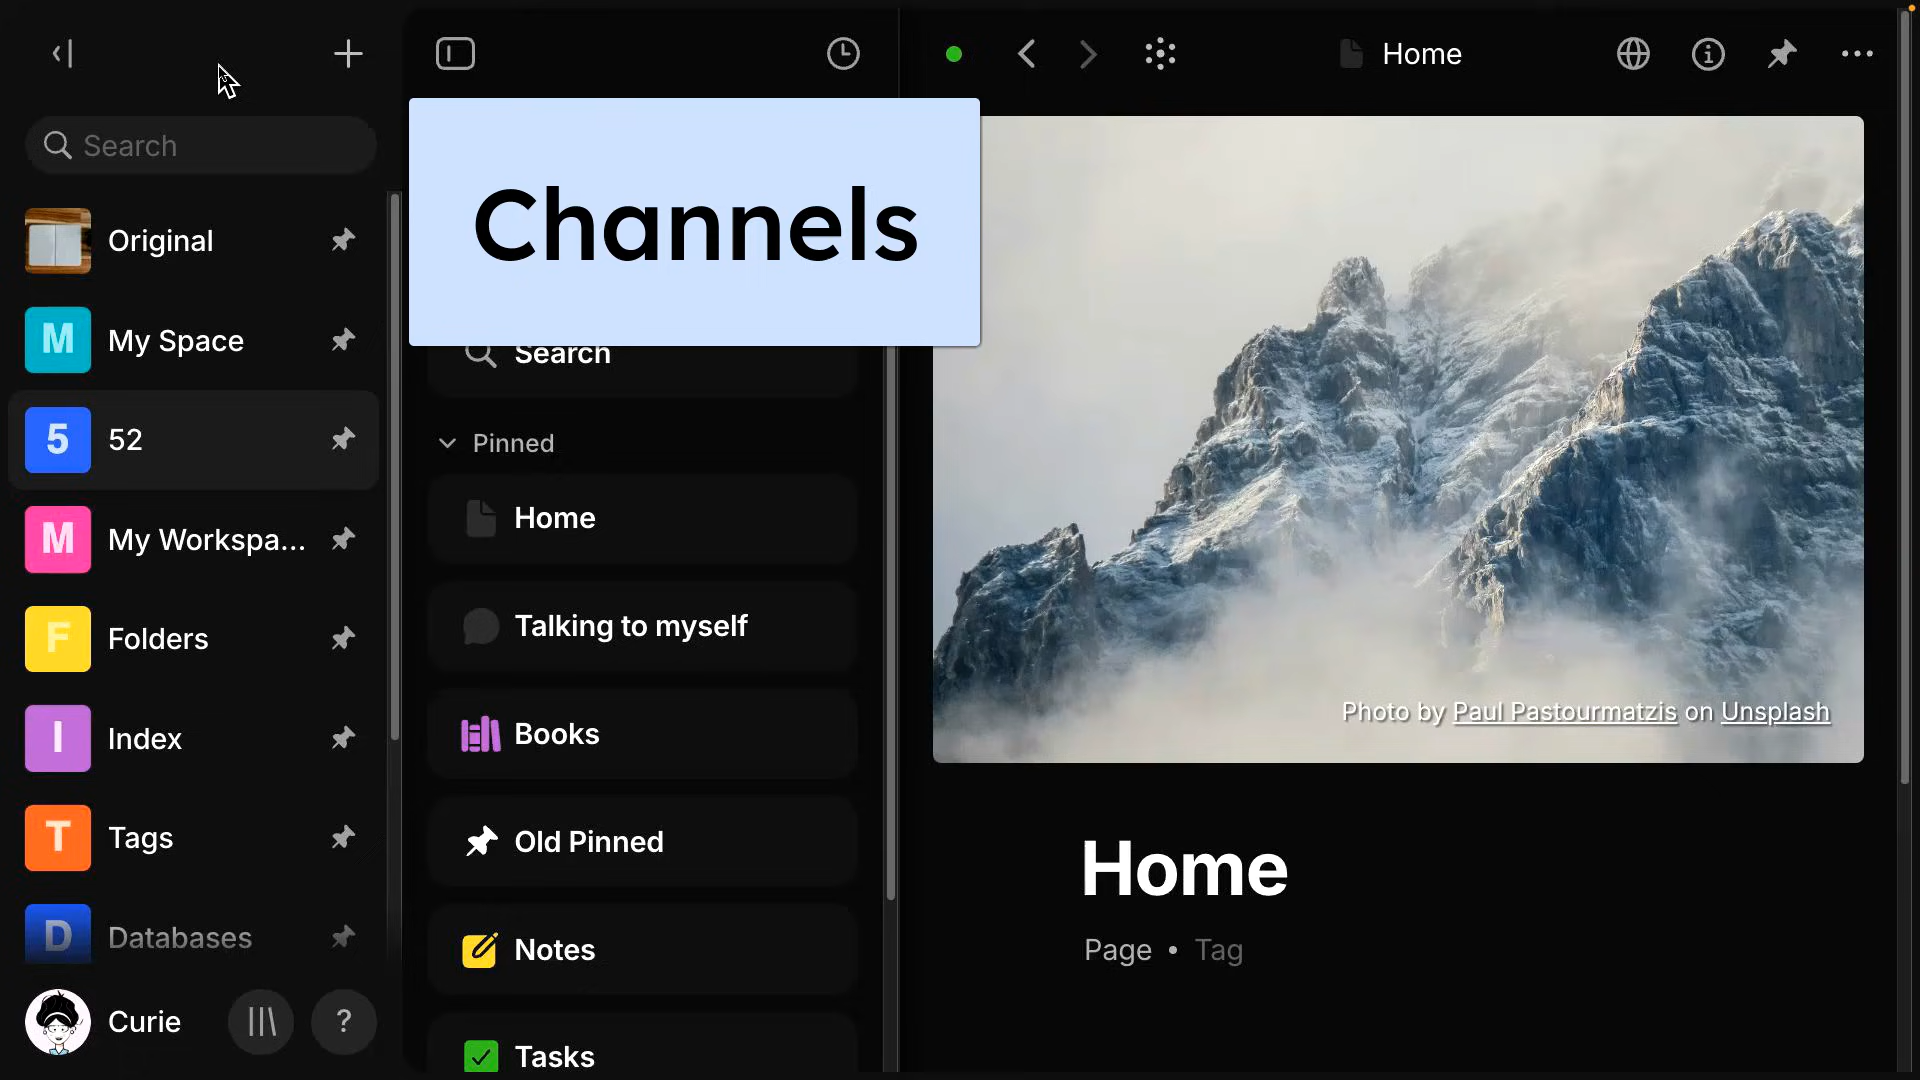 Home
Search
Original
Channels
M
My Space
Search
5
52
Pinned
M
My Workspa...
Home
F
Folders
Talking to myself
I
Index
Books
Photo by Paul Pastourmatzis on Unsplash
T
Tags
Old Pinned
Home
D
Databases
Notes
Page • Tag
Curie
?
Tasks